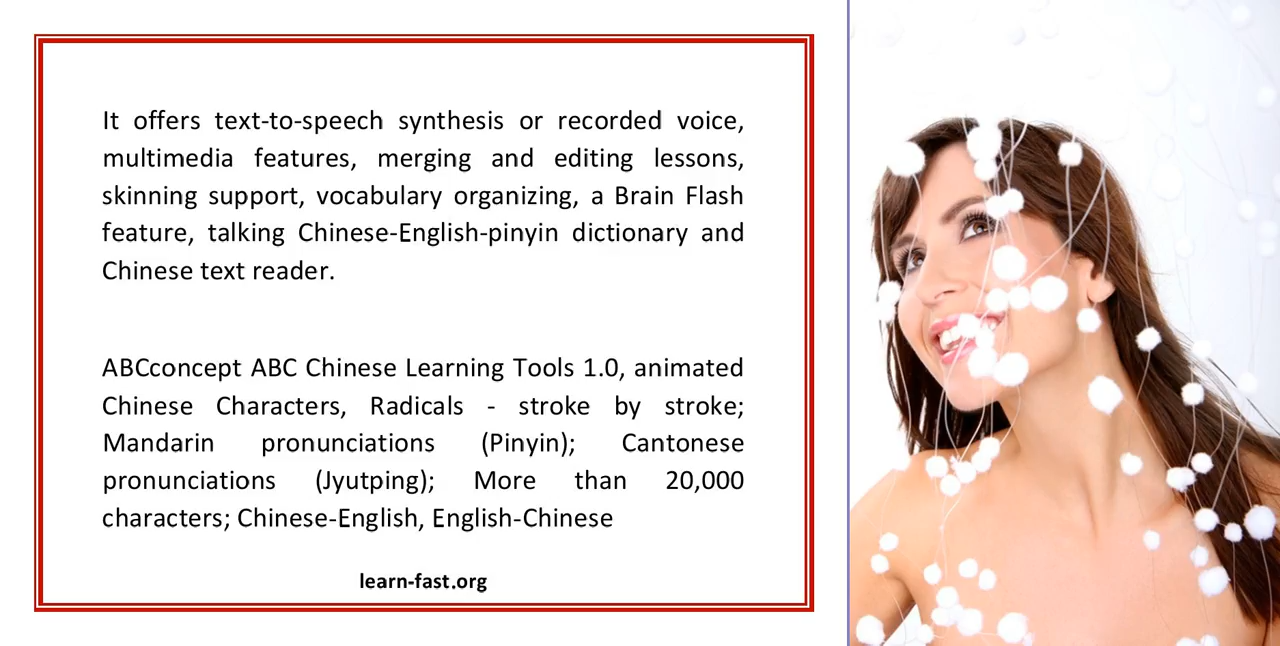 It offers text-to-speech synthesis or recorded voice,
multimedia features, merging and editing lessons,
skinning support, vocabulary organizing, a Brain Flash
feature, talking Chinese-English-pinyin dictionary and
Chinese text reader.
ABCconcept ABC Chinese Learning Tools 1.0, animated
Chinese Characters, Radicals - stroke by stroke;
Mandarin pronunciations (Pinyin); Cantonese
pronunciations (Jyutping); More than 20,000
characters; Chinese-English, English-Chinese
learn-fast.org